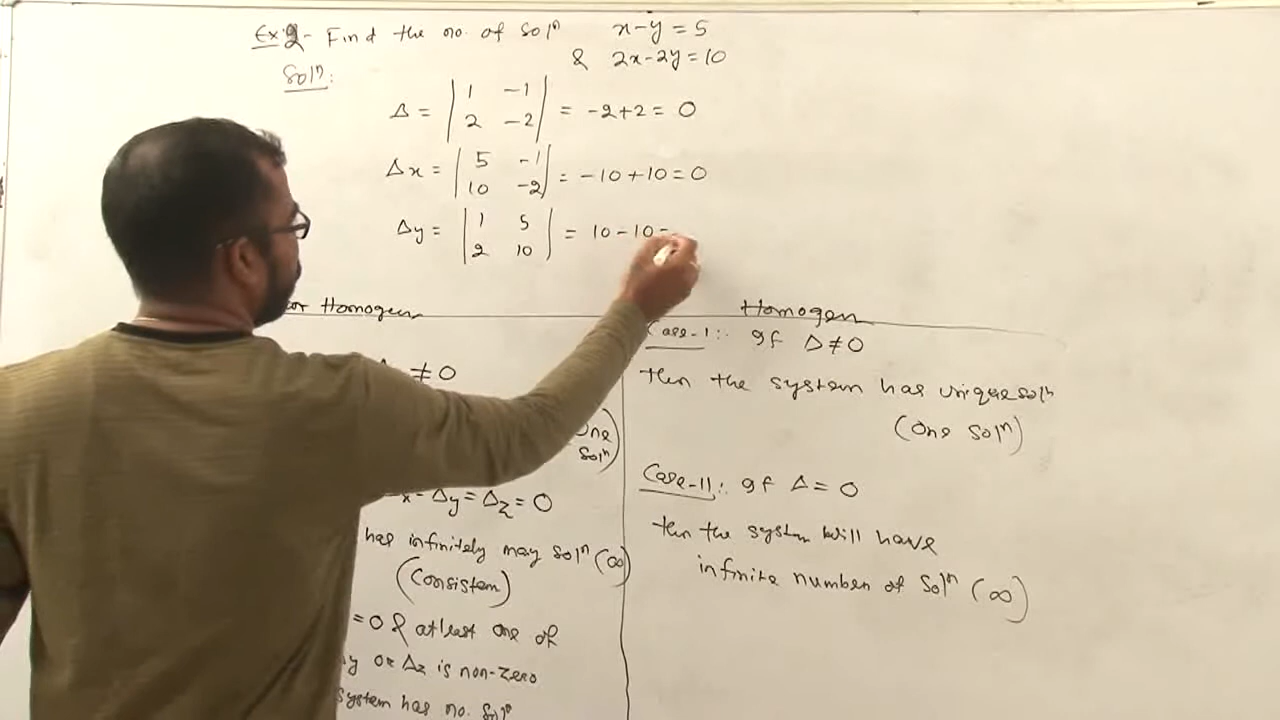 Ex:2- Find the no. of Solⁿ x-y=5
& 2x-2y=10
Solⁿ:
Δ = | 1 -1 | = -2+2 = 0
| 2 -2 |
Δx = | 5 -1 | = -10+10 = 0
| 10 -2 |
Δy = | 1 5 | = 10-10=
| 2 10 |
Homogen
≠ 0
One
Solⁿ)
Δy = Δz = 0
has infinitely may Solⁿ (∞)
(Consistem)
=0 & atleast one of
y or Δz is non-zero
system has no. Solⁿ
Homogen
Case-I:. If Δ≠0
then the system has unique solⁿ
(One Solⁿ)
Case-II:. If Δ = 0
then the system will have
infinite number of Solⁿ (∞)